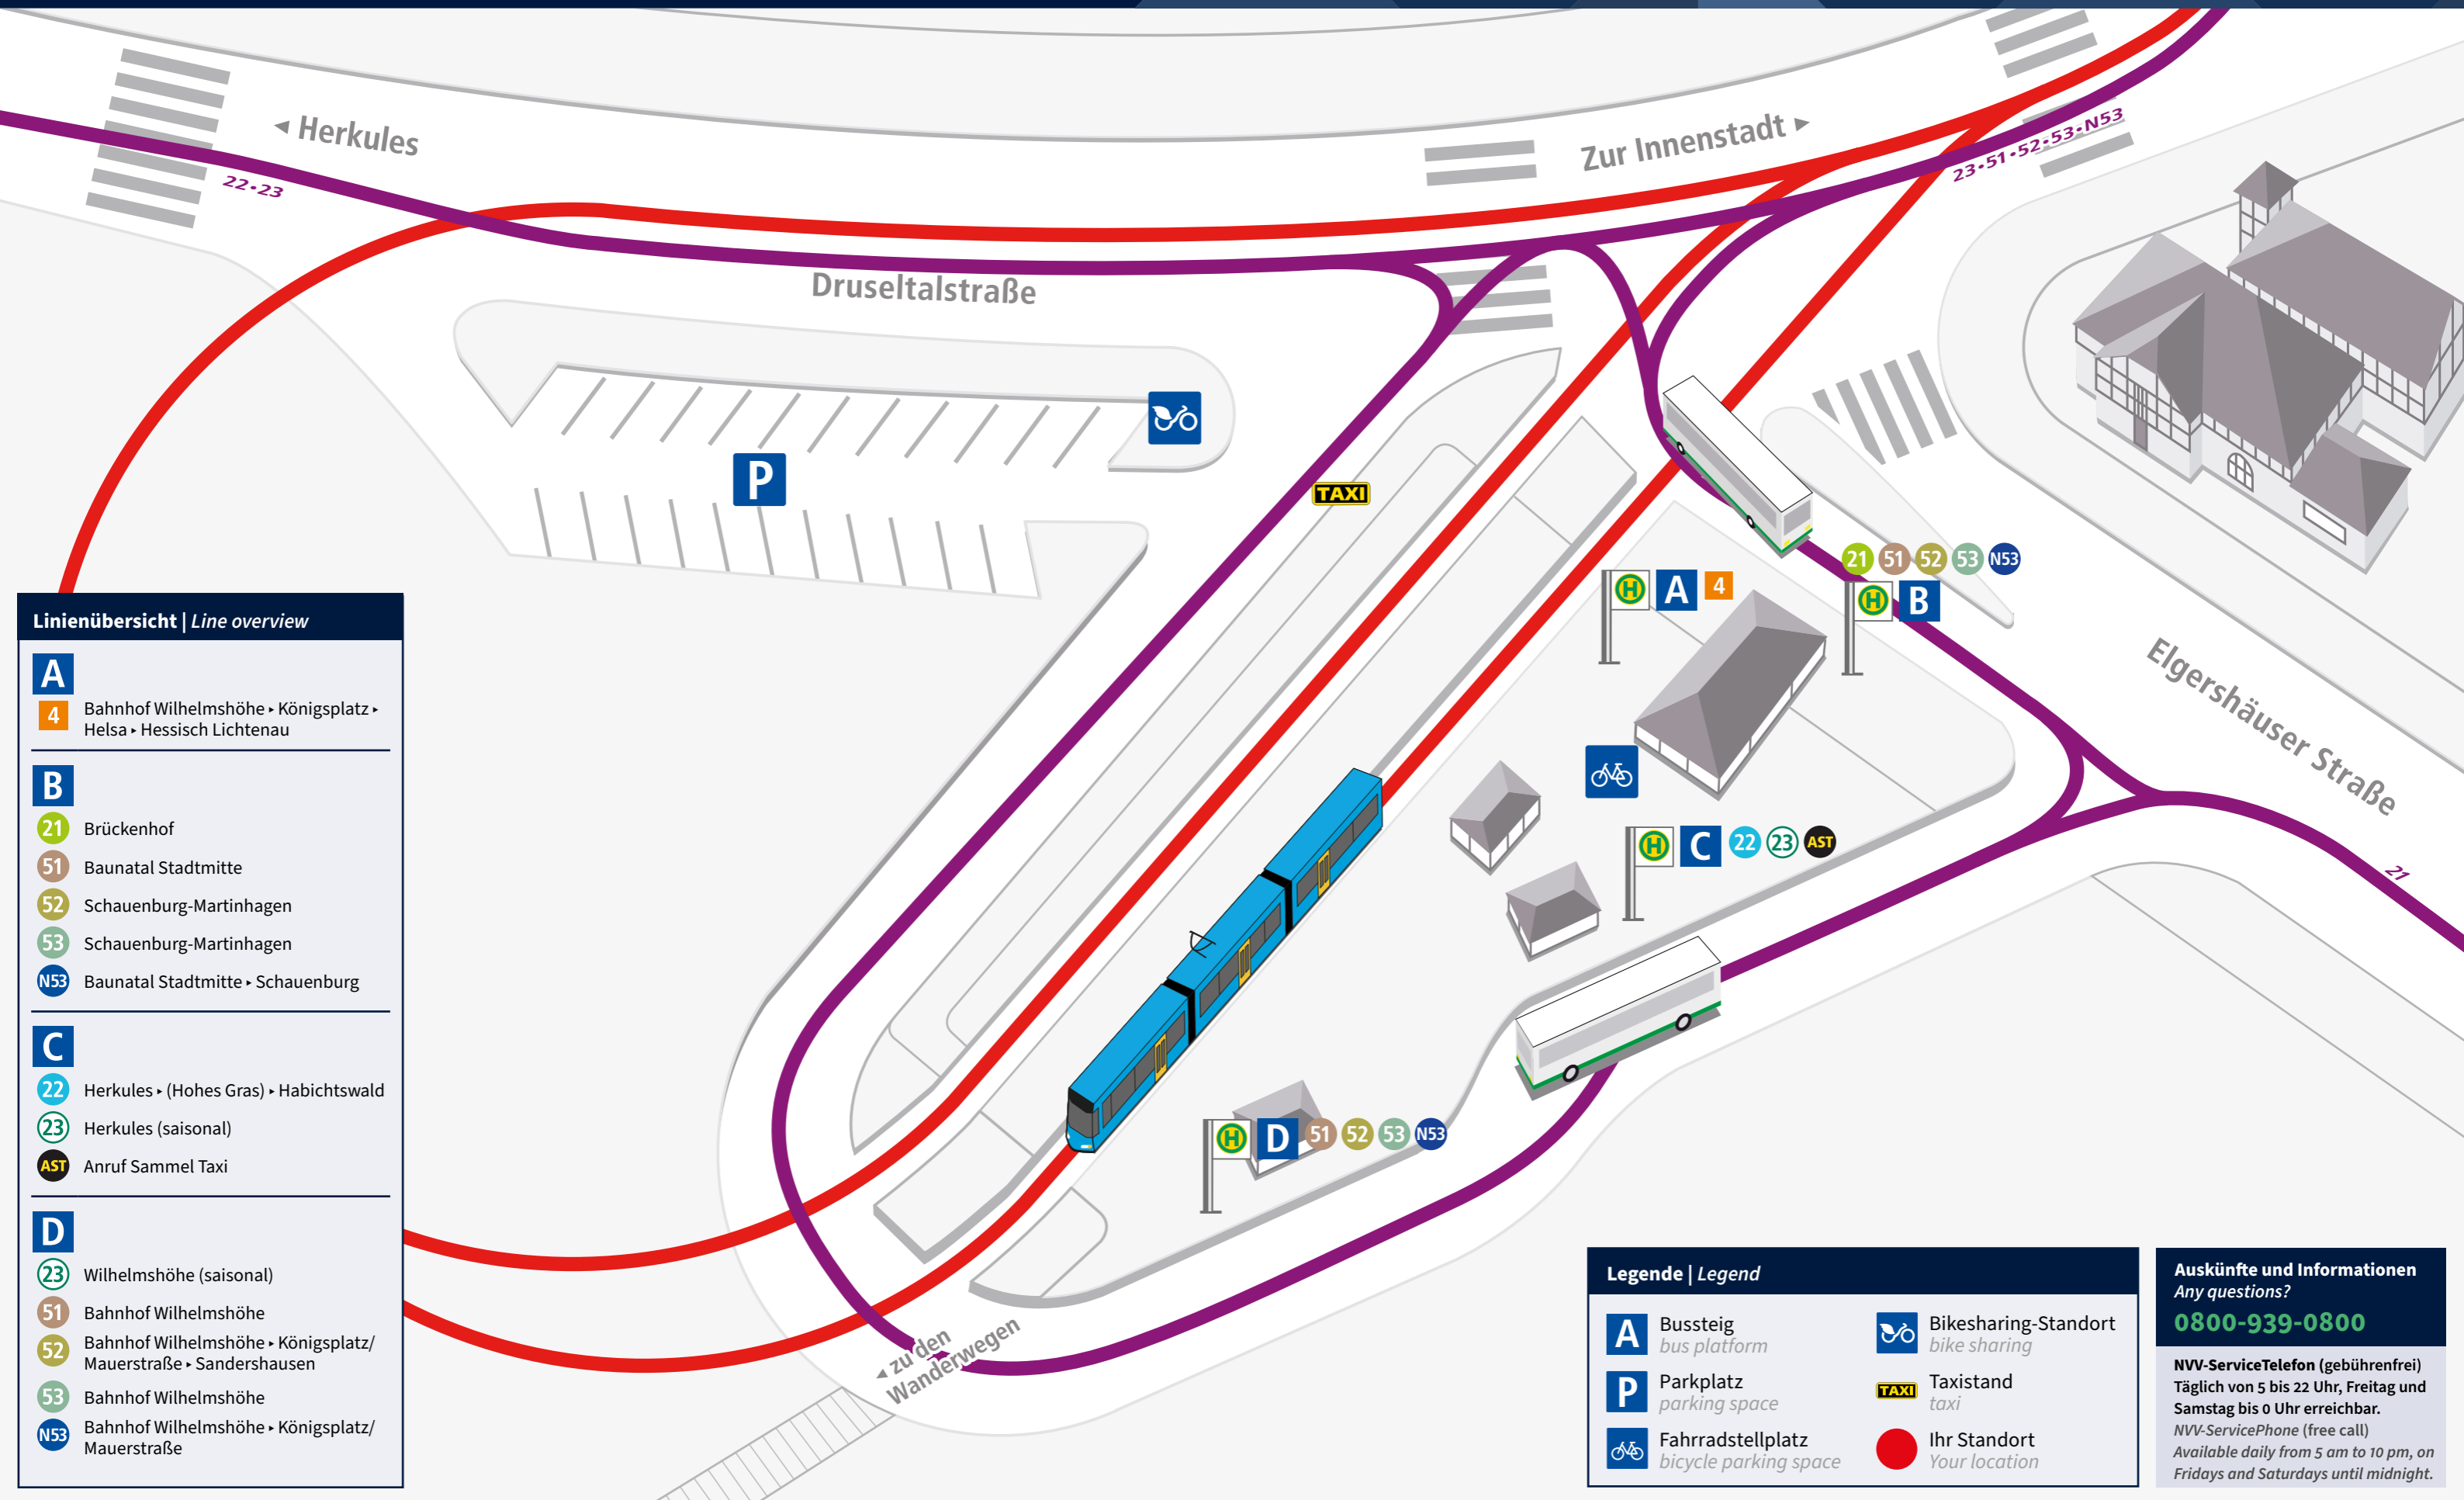 ◄ Herkules
Zur Innenstadt ►
22•23
23•51•52•53•N53
Druseltalstraße
P
TAXI
21 51 52 53 N53
H A 4
H B
Elgershäuser Straße
H C 22 23 AST
21
H D 51 52 53 N53
◄ zu den
Wanderwegen
Linienübersicht | Line overview
A
4 Bahnhof Wilhelmshöhe ▸ Königsplatz ▸
Helsa ▸ Hessisch Lichtenau
B
21 Brückenhof
51 Baunatal Stadtmitte
52 Schauenburg-Martinhagen
53 Schauenburg-Martinhagen
N53 Baunatal Stadtmitte ▸ Schauenburg
C
22 Herkules ▸ (Hohes Gras) ▸ Habichtswald
23 Herkules (saisonal)
AST Anruf Sammel Taxi
D
23 Wilhelmshöhe (saisonal)
51 Bahnhof Wilhelmshöhe
52 Bahnhof Wilhelmshöhe ▸ Königsplatz/
Mauerstraße ▸ Sandershausen
53 Bahnhof Wilhelmshöhe
N53 Bahnhof Wilhelmshöhe ▸ Königsplatz/
Mauerstraße
Legende | Legend
A Bussteig
bus platform
P Parkplatz
parking space
Fahrradstellplatz
bicycle parking space
Bikesharing-Standort
bike sharing
TAXI Taxistand
taxi
Ihr Standort
Your location
Auskünfte und Informationen
Any questions?
0800-939-0800
NVV-ServiceTelefon (gebührenfrei)
Täglich von 5 bis 22 Uhr, Freitag und
Samstag bis 0 Uhr erreichbar.
NVV-ServicePhone (free call)
Available daily from 5 am to 10 pm, on
Fridays and Saturdays until midnight.